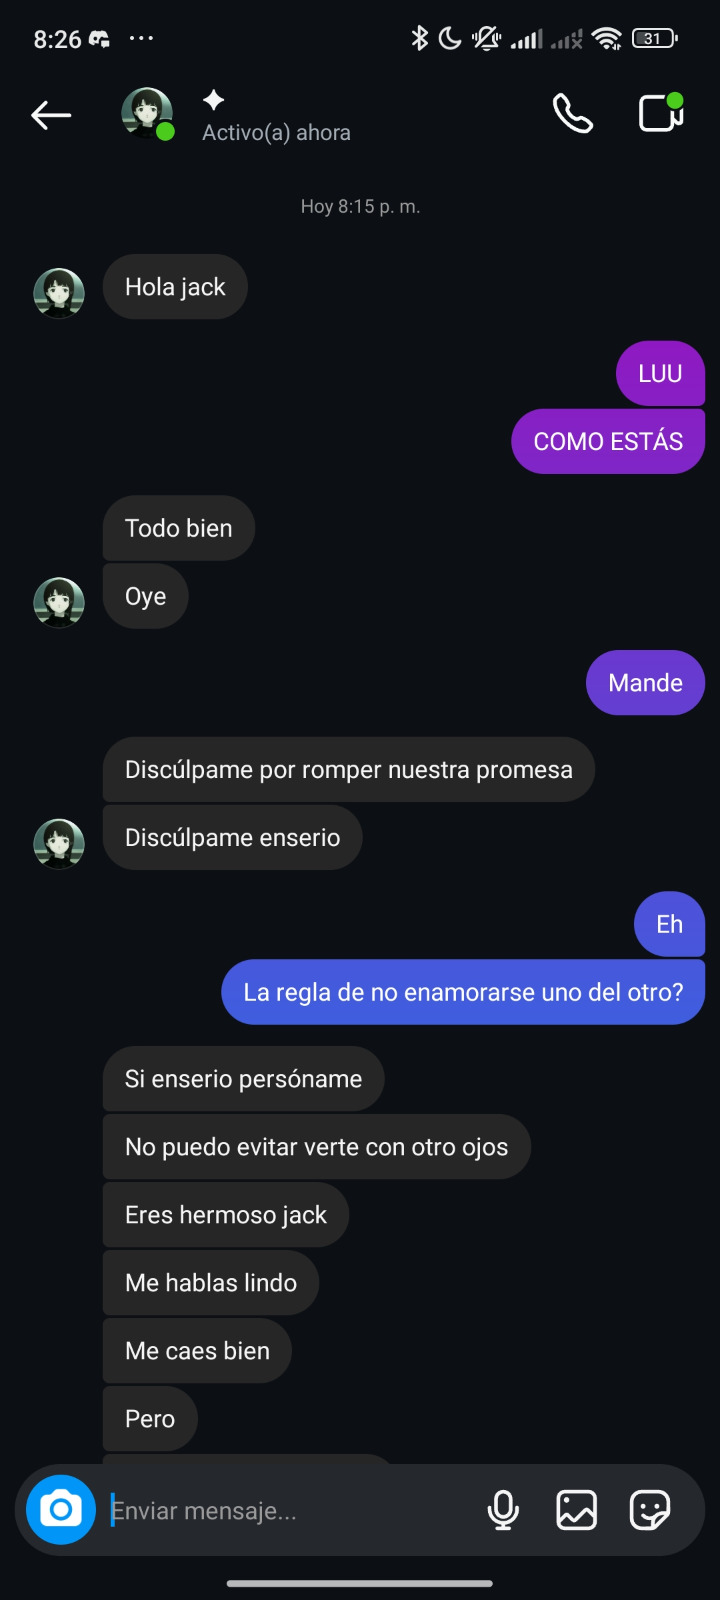 8:26
31
Activo(a) ahora
Hoy 8:15 p. m.
Hola jack
LUU
COMO ESTÁS
Todo bien
Oye
Mande
Discúlpame por romper nuestra promesa
Discúlpame enserio
Eh
La regla de no enamorarse uno del otro?
Si enserio persóname
No puedo evitar verte con otro ojos
Eres hermoso jack
Me hablas lindo
Me caes bien
Pero
Enviar mensaje...